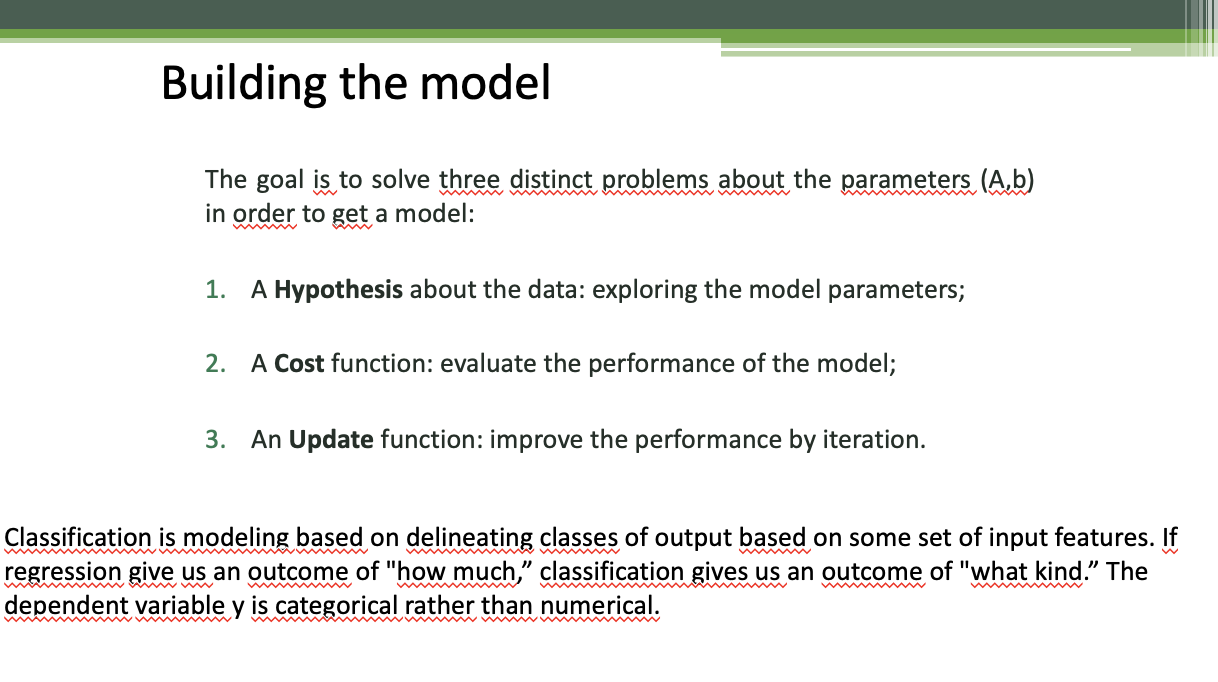 Building the model
The goal is to solve three distinct problems about the parameters (A,b)
in order to get a model:
1. A Hypothesis about the data: exploring the model parameters;
2. A Cost function: evaluate the performance of the model;
3. An Update function: improve the performance by iteration.
Classification is modeling based on delineating classes of output based on some set of input features. If
regression give us an outcome of "how much,” classification gives us an outcome of "what kind.” The
dependent variable y is categorical rather than numerical.